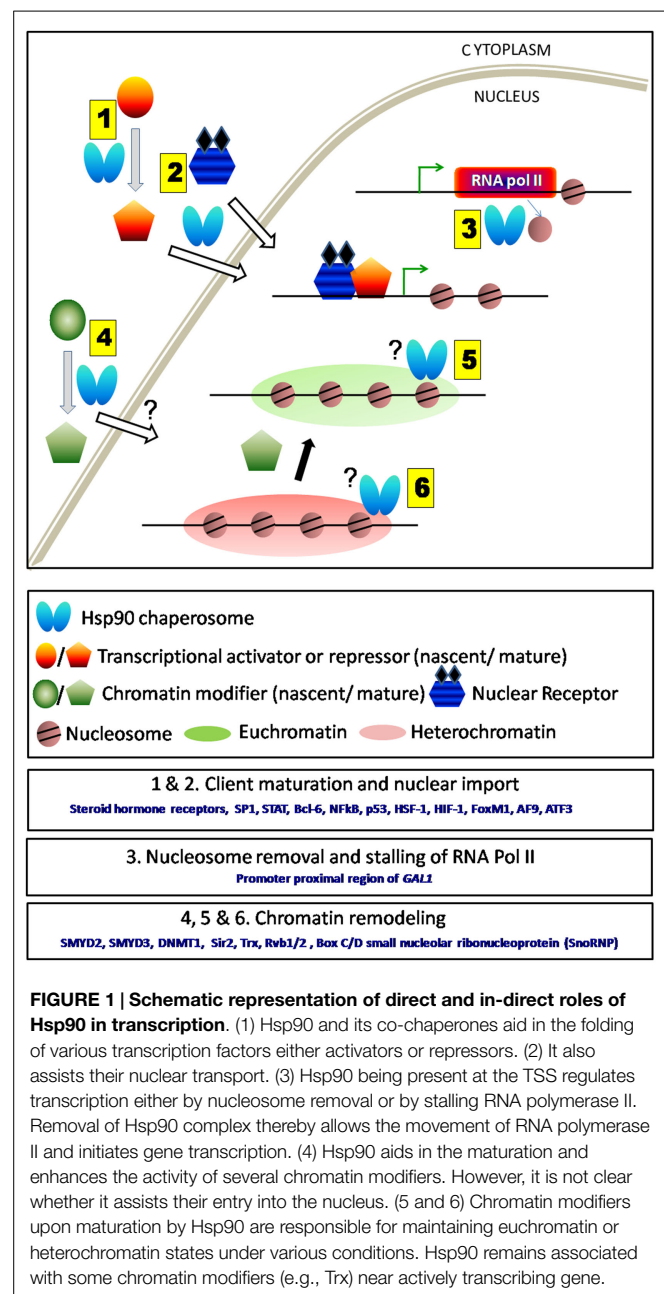 CYTOPLASM
NUCLEUS
1
2
RNA pol II
3
4
?
?
5
?
6
Hsp90 chaperosome
/ Transcriptional activator or repressor (nascent/ mature)
/ Chromatin modifier (nascent/ mature) Nuclear Receptor
Nucleosome Euchromatin Heterochromatin
1 & 2. Client maturation and nuclear import
Steroid hormone receptors, SP1, STAT, Bcl-6, NFkB, p53, HSF-1, HIF-1, FoxM1, AF9, ATF3
3. Nucleosome removal and stalling of RNA Pol II
Promoter proximal region of GAL1
4, 5 & 6. Chromatin remodeling
SMYD2, SMYD3, DNMT1, Sir2, Trx, Rvb1/2 , Box C/D small nucleolar ribonucleoprotein (SnoRNP)
FIGURE 1 | Schematic representation of direct and in-direct roles of
Hsp90 in transcription. (1) Hsp90 and its co-chaperones aid in the folding
of various transcription factors either activators or repressors. (2) It also
assists their nuclear transport. (3) Hsp90 being present at the TSS regulates
transcription either by nucleosome removal or by stalling RNA polymerase II.
Removal of Hsp90 complex thereby allows the movement of RNA polymerase
II and initiates gene transcription. (4) Hsp90 aids in the maturation and
enhances the activity of several chromatin modifiers. However, it is not clear
whether it assists their entry into the nucleus. (5 and 6) Chromatin modifiers
upon maturation by Hsp90 are responsible for maintaining euchromatin or
heterochromatin states under various conditions. Hsp90 remains associated
with some chromatin modifiers (e.g., Trx) near actively transcribing gene.